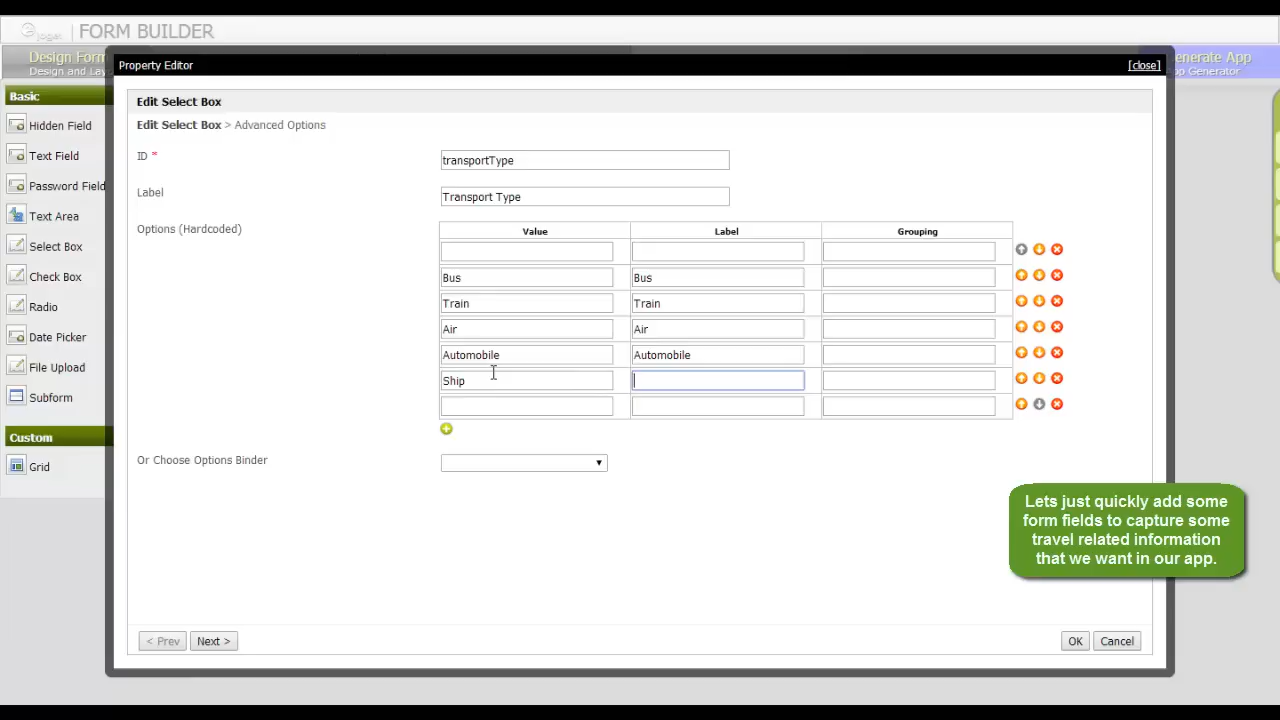 FORM BUILDER
Design Form
Design and Lay
enerate App
pp Generator
Property Editor
[close]
Basic
Hidden Field
Text Field
Password Field
Text Area
Select Box
Check Box
Radio
Date Picker
File Upload
Subform
Custom
Grid
Edit Select Box
Edit Select Box > Advanced Options
ID *
transportType
Label
Transport Type
Options (Hardcoded)
Value Label Grouping
Bus Bus
Train Train
Air Air
Automobile Automobile
Ship
Or Choose Options Binder
Lets just quickly add some
form fields to capture some
travel related information
that we want in our app.
< Prev Next >
OK Cancel